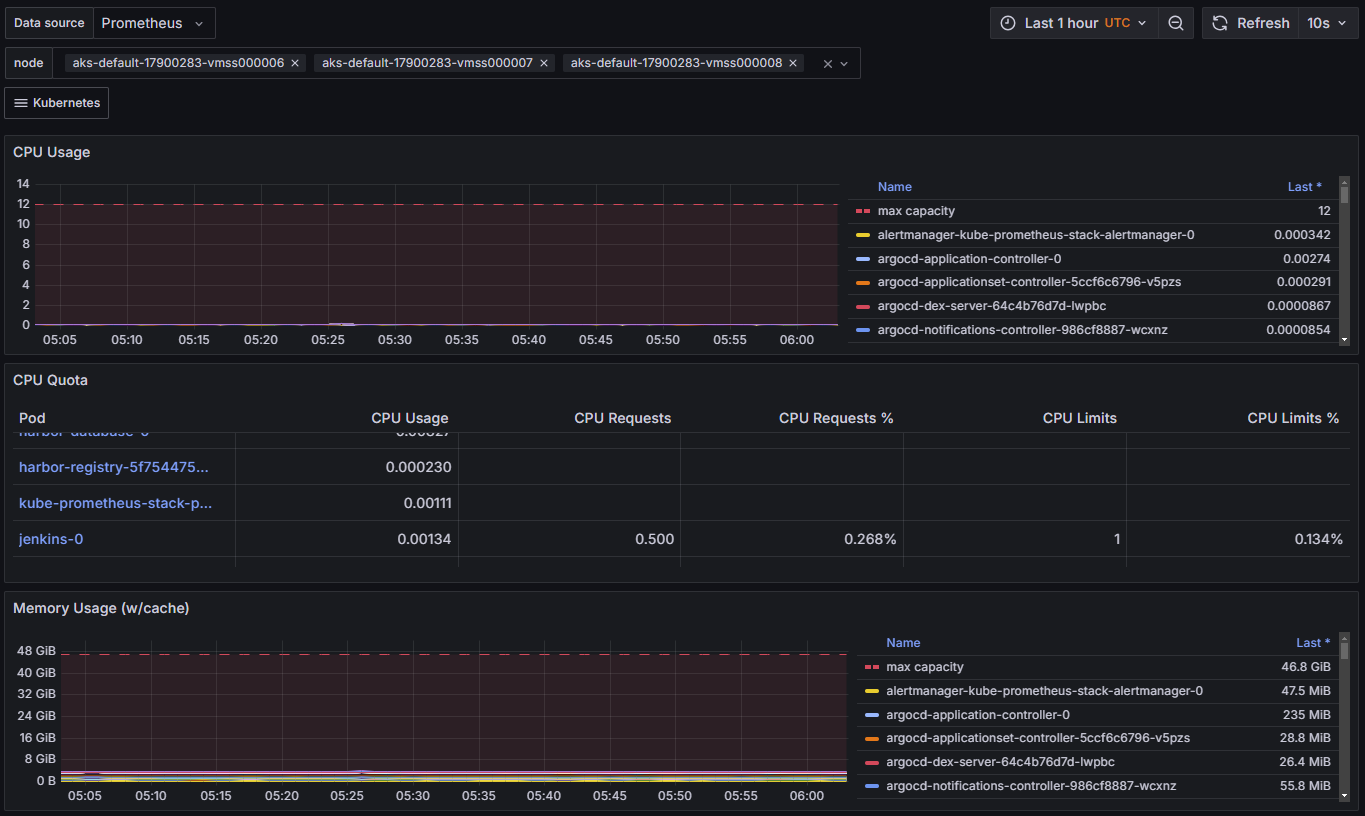 Data source Prometheus Last 1 hour UTC Refresh 10s
node aks-default-17900283-vmss000006 aks-default-17900283-vmss000007 aks-default-17900283-vmss000008
Kubernetes
CPU Usage
14
12
10
8
6
4
2
0
05:05 05:10 05:15 05:20 05:25 05:30 05:35 05:40 05:45 05:50 05:55 06:00
Name Last *
max capacity 12
alertmanager-kube-prometheus-stack-alertmanager-0 0.000342
argocd-application-controller-0 0.00274
argocd-applicationset-controller-5ccf6c6796-v5pzs 0.000291
argocd-dex-server-64c4b76d7d-lwpbc 0.0000867
argocd-notifications-controller-986cf8887-wcxnz 0.0000854
CPU Quota
Pod CPU Usage CPU Requests CPU Requests % CPU Limits CPU Limits %
harbor-database-0 0.00327
harbor-registry-5f754475... 0.000230
kube-prometheus-stack-p... 0.00111
jenkins-0 0.00134 0.500 0.268% 1 0.134%
Memory Usage (w/cache)
48 GiB
40 GiB
32 GiB
24 GiB
16 GiB
8 GiB
0 B
05:05 05:10 05:15 05:20 05:25 05:30 05:35 05:40 05:45 05:50 05:55 06:00
Name Last *
max capacity 46.8 GiB
alertmanager-kube-prometheus-stack-alertmanager-0 47.5 MiB
argocd-application-controller-0 235 MiB
argocd-applicationset-controller-5ccf6c6796-v5pzs 28.8 MiB
argocd-dex-server-64c4b76d7d-lwpbc 26.4 MiB
argocd-notifications-controller-986cf8887-wcxnz 55.8 MiB